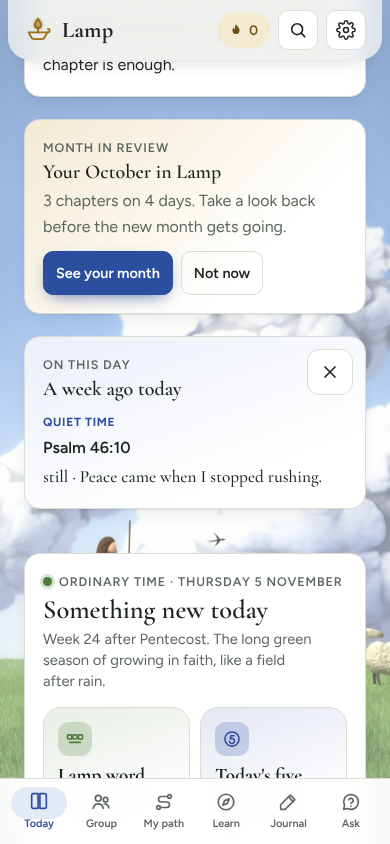 Lamp
0
chapter is enough.
MONTH IN REVIEW
Your October in Lamp
3 chapters on 4 days. Take a look back
before the new month gets going.
See your month
Not now
ON THIS DAY
A week ago today
QUIET TIME
Psalm 46:10
still · Peace came when I stopped rushing.
ORDINARY TIME · THURSDAY 5 NOVEMBER
Something new today
Week 24 after Pentecost. The long green
season of growing in faith, like a field
after rain.
5
Lamp word
Today's five
Today
Group
My path
Learn
Journal
Ask